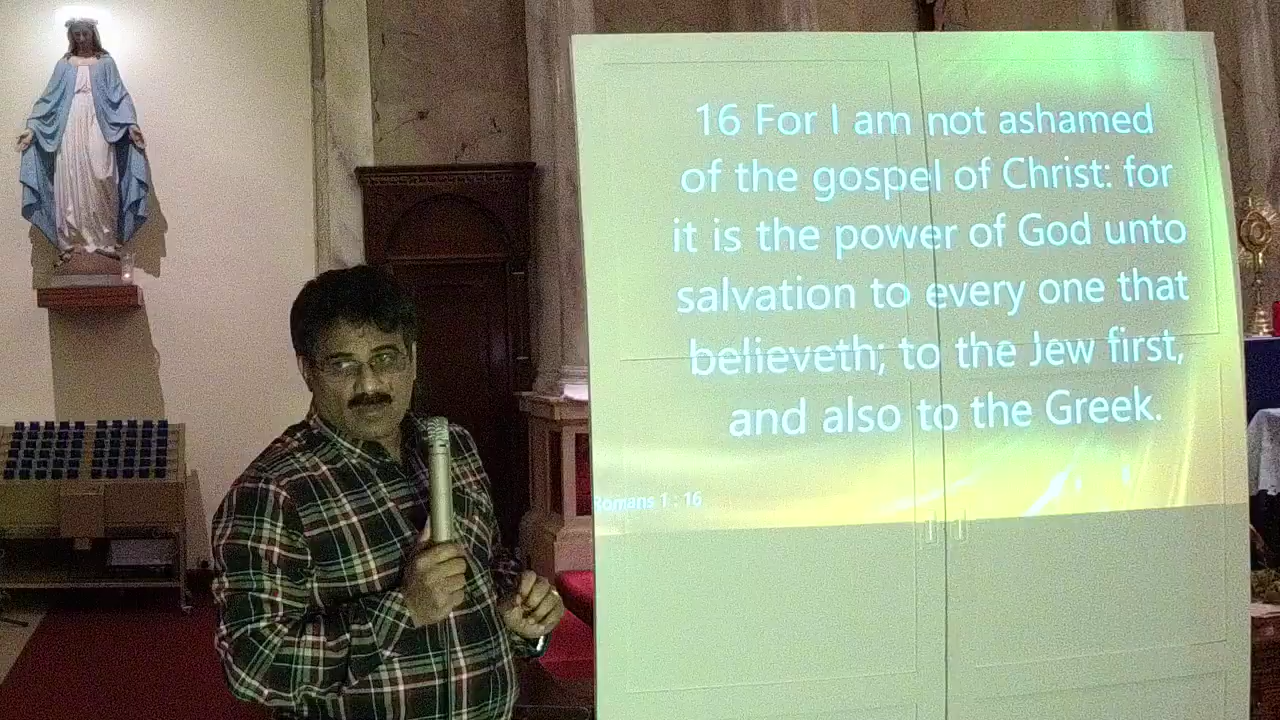 16 For I am not ashamed
of the gospel of Christ: for
it is the power of God unto
salvation to every one that
believeth; to the Jew first,
and also to the Greek.
Romans 1 : 16